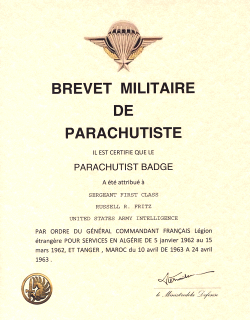 BREVET MILITAIRE
DE
PARACHUTISTE
IL EST CERTIFIE QUE LE
PARACHUTIST BADGE
A été attribué à
SERGEANT FIRST CLASS
RUSSELL B. FRITZ
UNITED STATES ARMY INTELLIGENCE
PAR ORDRE DU GÉNÉRAL COMMANDANT FRANÇAIS Légion
étrangère POUR SERVICES EN ALGÉRIE DE 5 janvier 1962 au 15
mars 1962, ET TANGER , MAROC du 10 avril DE 1963 A 24 avril
1963 .